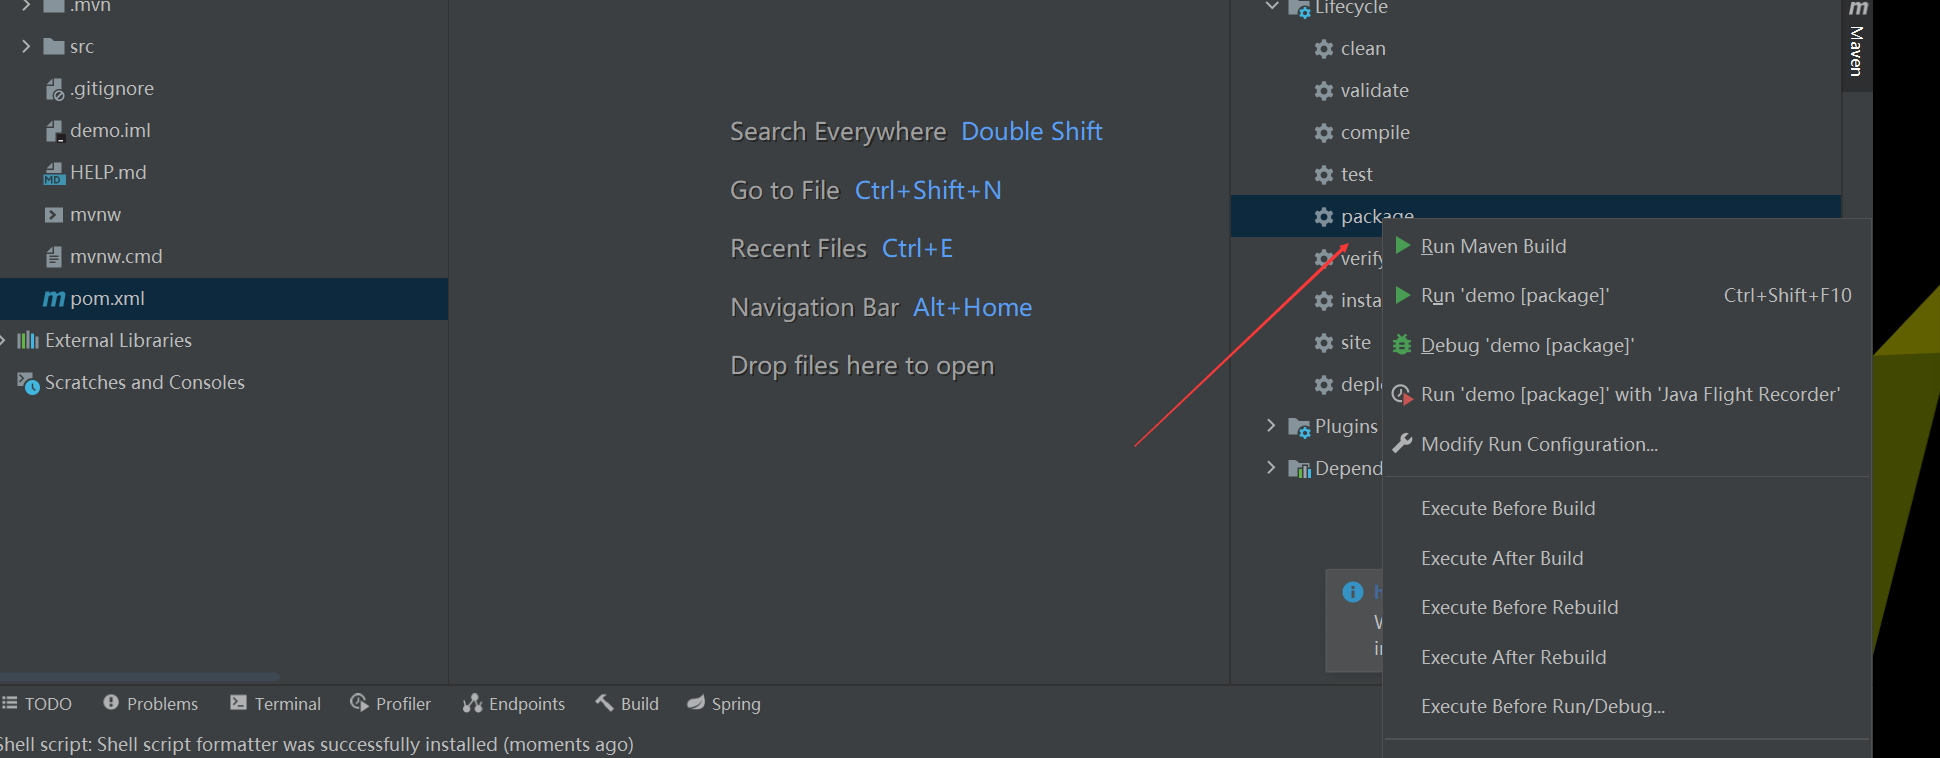 .mvn
src
.gitignore
demo.iml
HELP.md
mvnw
mvnw.cmd
pom.xml
External Libraries
Scratches and Consoles
Search Everywhere Double Shift
Go to File Ctrl+Shift+N
Recent Files Ctrl+E
Navigation Bar Alt+Home
Drop files here to open
Lifecycle
clean
validate
compile
test
package
verify
insta
site
deplo
Plugins
Depend
Maven
Run Maven Build
Run 'demo [package]' Ctrl+Shift+F10
Debug 'demo [package]'
Run 'demo [package]' with 'Java Flight Recorder'
Modify Run Configuration...
Execute Before Build
Execute After Build
Execute Before Rebuild
Execute After Rebuild
Execute Before Run/Debug...
TODO Problems Terminal Profiler Endpoints Build Spring
Shell script: Shell script formatter was successfully installed (moments ago)